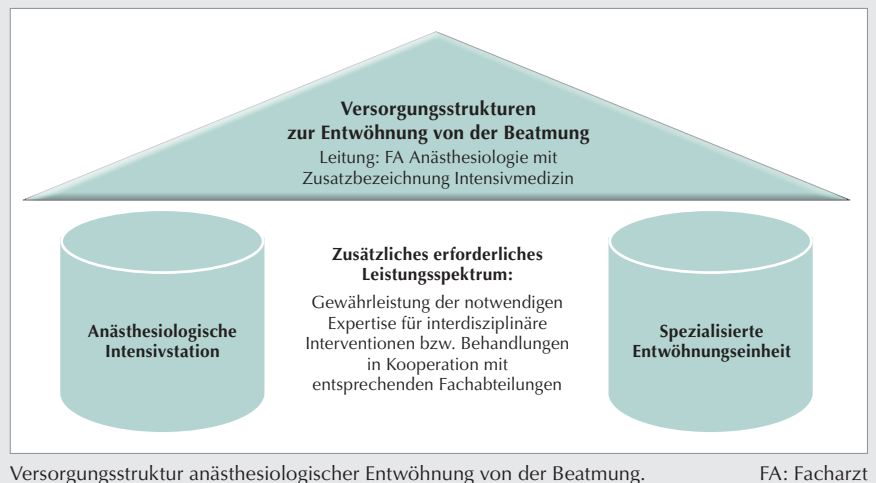 Versorgungsstrukturen
zur Entwöhnung von der Beatmung
Leitung: FA Anästhesiologie mit
Zusatzbezeichnung Intensivmedizin
Anästhesiologische
Intensivstation
Zusätzliches erforderliches
Leistungsspektrum:
Gewährleistung der notwendigen
Expertise für interdisziplinäre
Interventionen bzw. Behandlungen
in Kooperation mit
entsprechenden Fachabteilungen
Spezialisierte
Entwöhnungseinheit
Versorgungsstruktur anästhesiologischer Entwöhnung von der Beatmung. FA: Facharzt